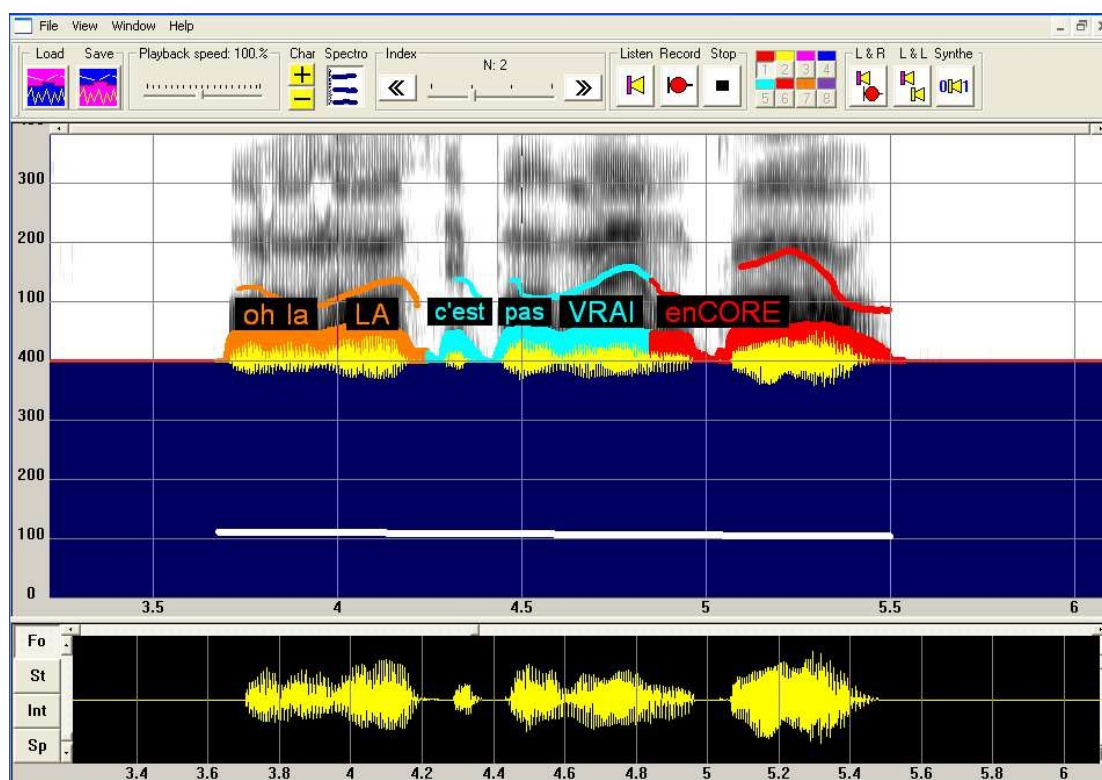 File View Window Help
Load Save Playback speed: 100.% Char Spectro Index Listen Record Stop L & R L & L Synthe
N: 2
1 2 3 4
5 6 7 8
300
200
100
oh la LA c'est pas VRAI enCORE
400
300
200
100
0
3.5 4 4.5 5 5.5 6
Fo
St
Int
Sp
3.4 3.6 3.8 4 4.2 4.4 4.6 4.8 5 5.2 5.4 5.6 5.8 6